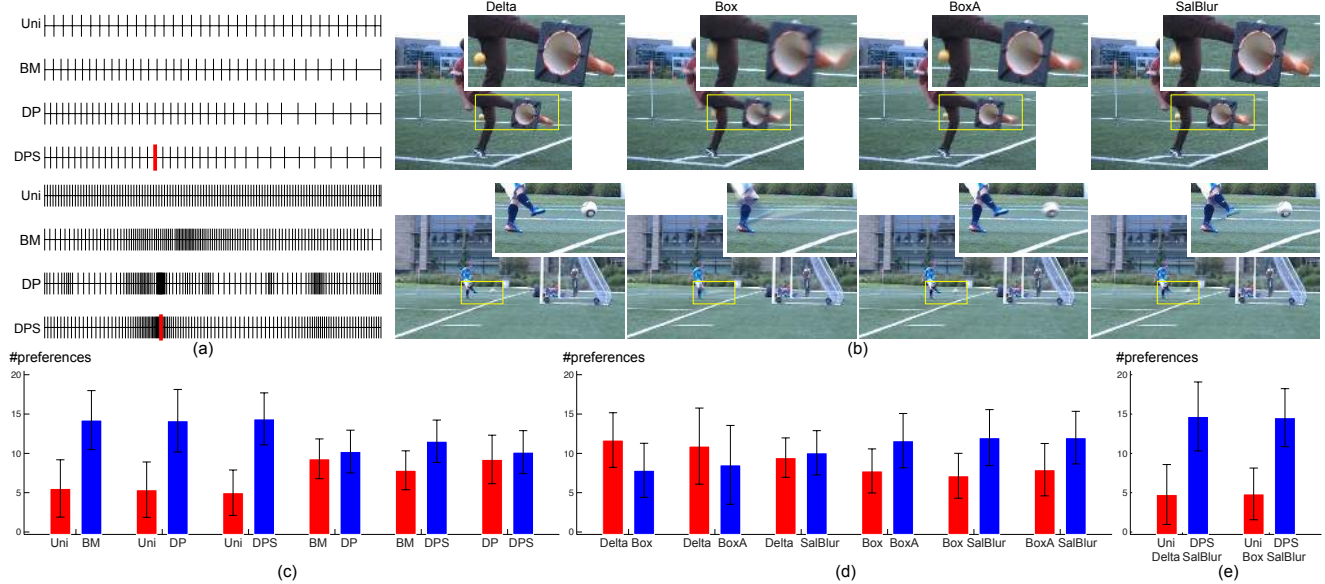 Delta Box BoxA SalBlur
Uni
BM
DP
DPS
Uni
BM
DP
DPS
(a) (b)
#preferences
20
15
10
5
0
Uni BM Uni DP Uni DPS BM DP BM DPS DP DPS
(c)
#preferences
20
15
10
5
0
Delta Box Delta BoxA Delta SalBlur Box BoxA Box SalBlur BoxA SalBlur
(d)
#preferences
20
15
10
5
0
Uni DPS Uni DPS
Delta SalBlur Box SalBlur
(e)